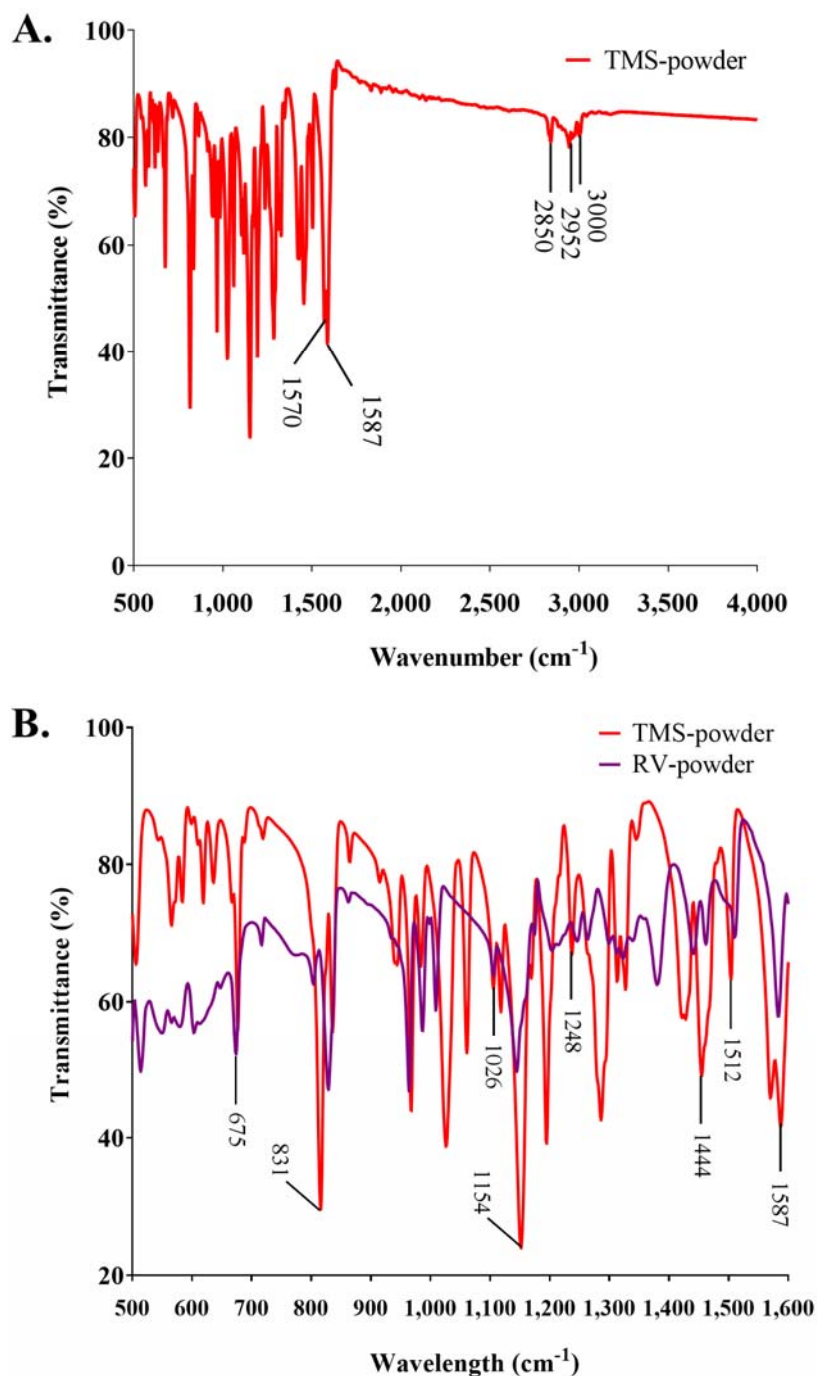 A.
TMS-powder
100
80
60
40
20
0
Transmittance (%)
2850
2952
3000
1570
1587
500 1,000 1,500 2,000 2,500 3,000 3,500 4,000
Wavenumber (cm⁻¹)
B.
TMS-powder
RV-powder
100
80
60
40
20
Transmittance (%)
675
831
1154
1026
1248
1444
1512
1587
500 600 700 800 900 1,000 1,100 1,200 1,300 1,400 1,500 1,600
Wavelength (cm⁻¹)